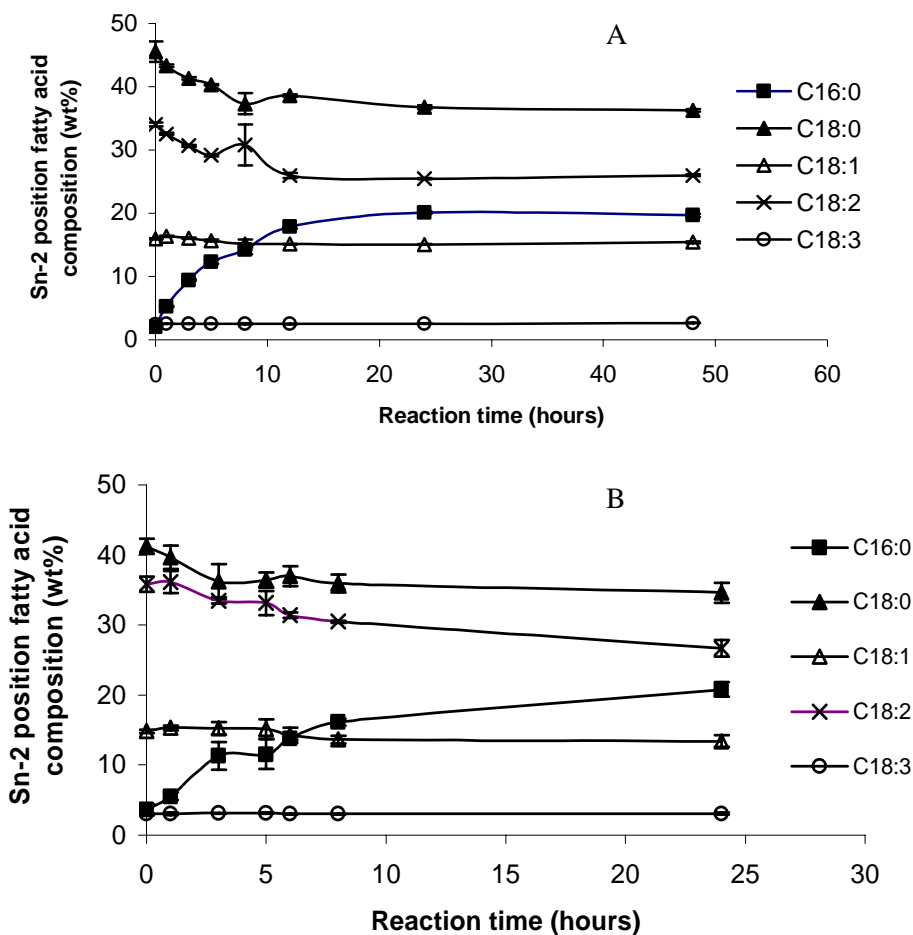 A
Sn-2 position fatty acid
composition (wt%)
50
40
30
20
10
0
0 10 20 30 40 50 60
Reaction time (hours)
C16:0
C18:0
C18:1
C18:2
C18:3
B
Sn-2 position fatty acid
composition (wt%)
50
40
30
20
10
0
0 5 10 15 20 25 30
Reaction time (hours)
C16:0
C18:0
C18:1
C18:2
C18:3